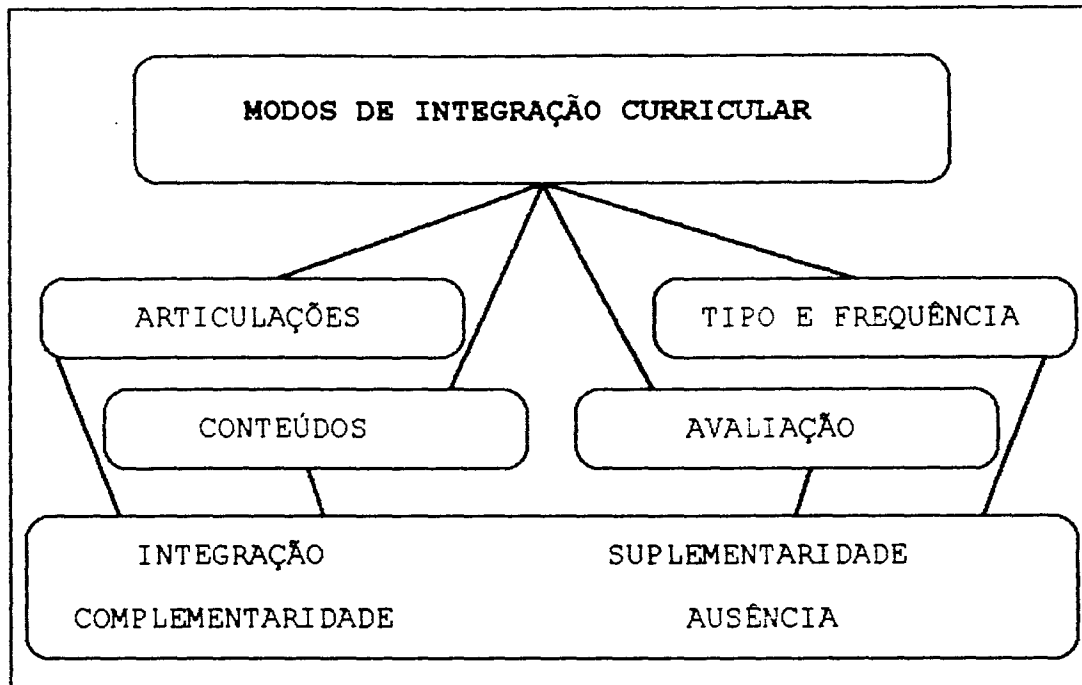 MODOS DE INTEGRAÇÃO CURRICULAR
ARTICULAÇÕES
TIPO E FREQUÊNCIA
CONTEÚDOS
AVALIAÇÃO
INTEGRAÇÃO
SUPLEMENTARIDADE
COMPLEMENTARIDADE
AUSÊNCIA